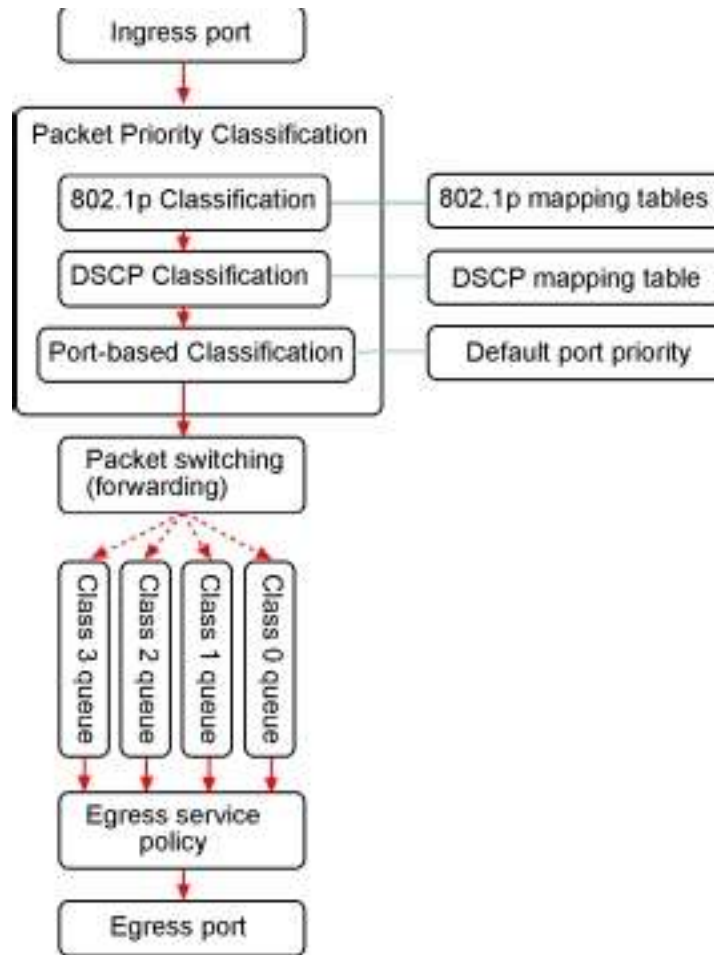 Ingress port
Packet Priority Classification
802.1p Classification
802.1p mapping tables
DSCP Classification
DSCP mapping table
Port-based Classification
Default port priority
Packet switching
(forwarding)
Class 3 queue
Class 2 queue
Class 1 queue
Class 0 queue
Egress service
policy
Egress port